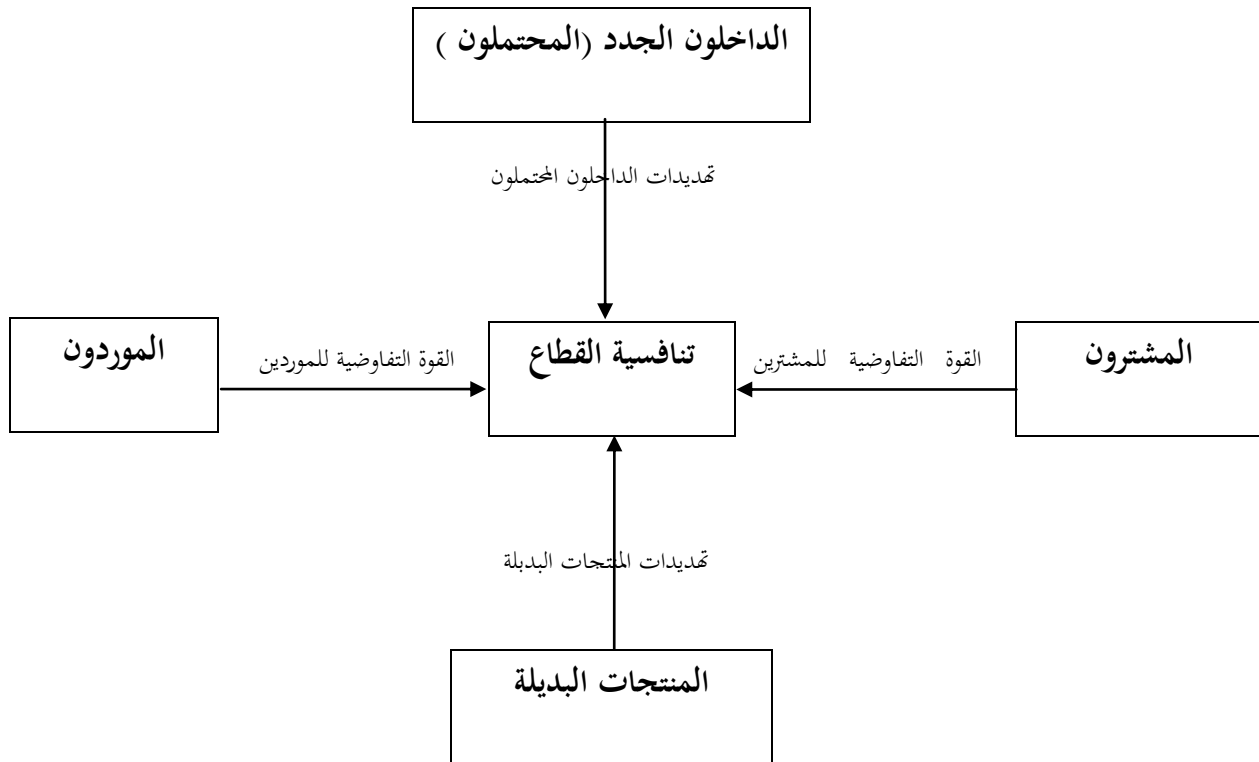 الداخلون الجدد (المحتملون )
تهديدات الداخلون المحتملون
المشترون
القوة التفاوضية للمشترين
تنافسية القطاع
القوة التفاوضية للموردين
الموردون
تهديدات المنتجات البدبلة
المنتجات البديلة